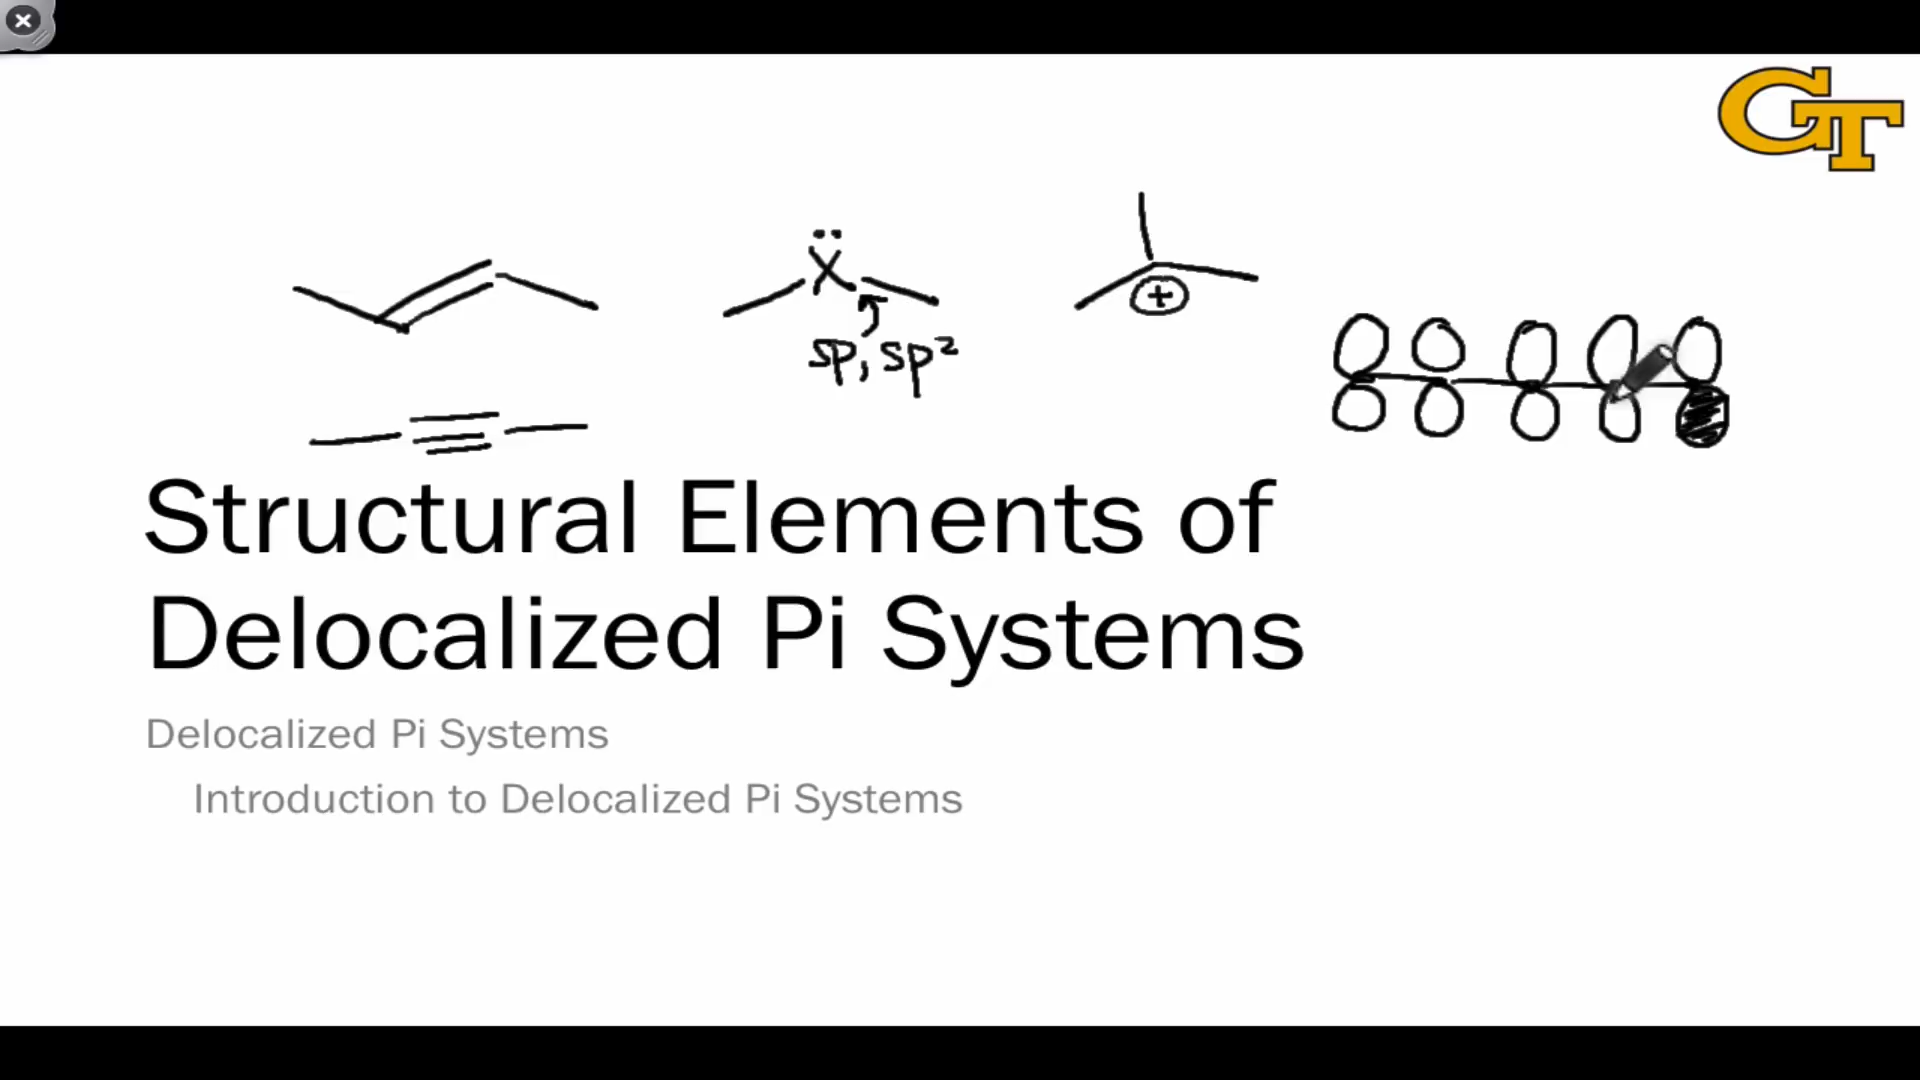 GT
Ẍ
+
sp, sp²
Structural Elements of
Delocalized Pi Systems
Delocalized Pi Systems
Introduction to Delocalized Pi Systems